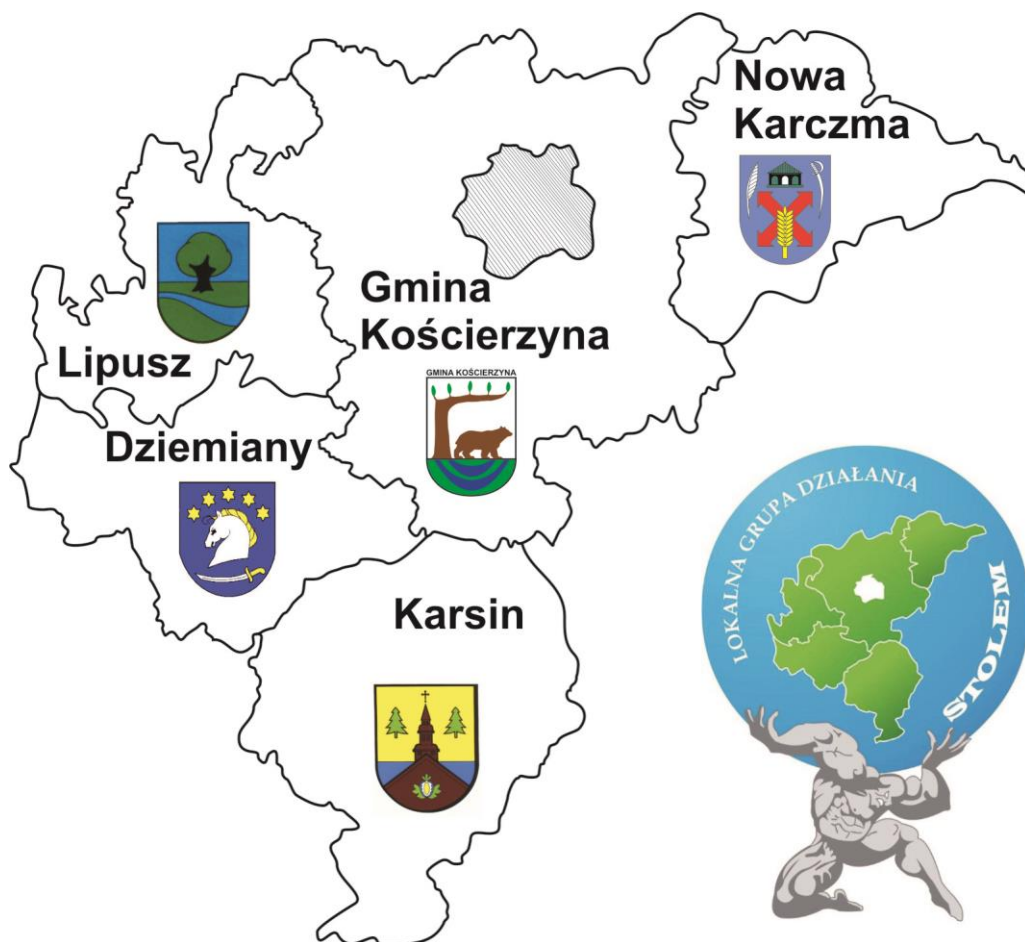 Nowa
Karczma
Gmina
Kościerzyna
GMINA KOŚCIERZYNA
Lipusz
Dziemiany
Karsin
LOKALNA GRUPA DZIAŁANIA
STOLEM